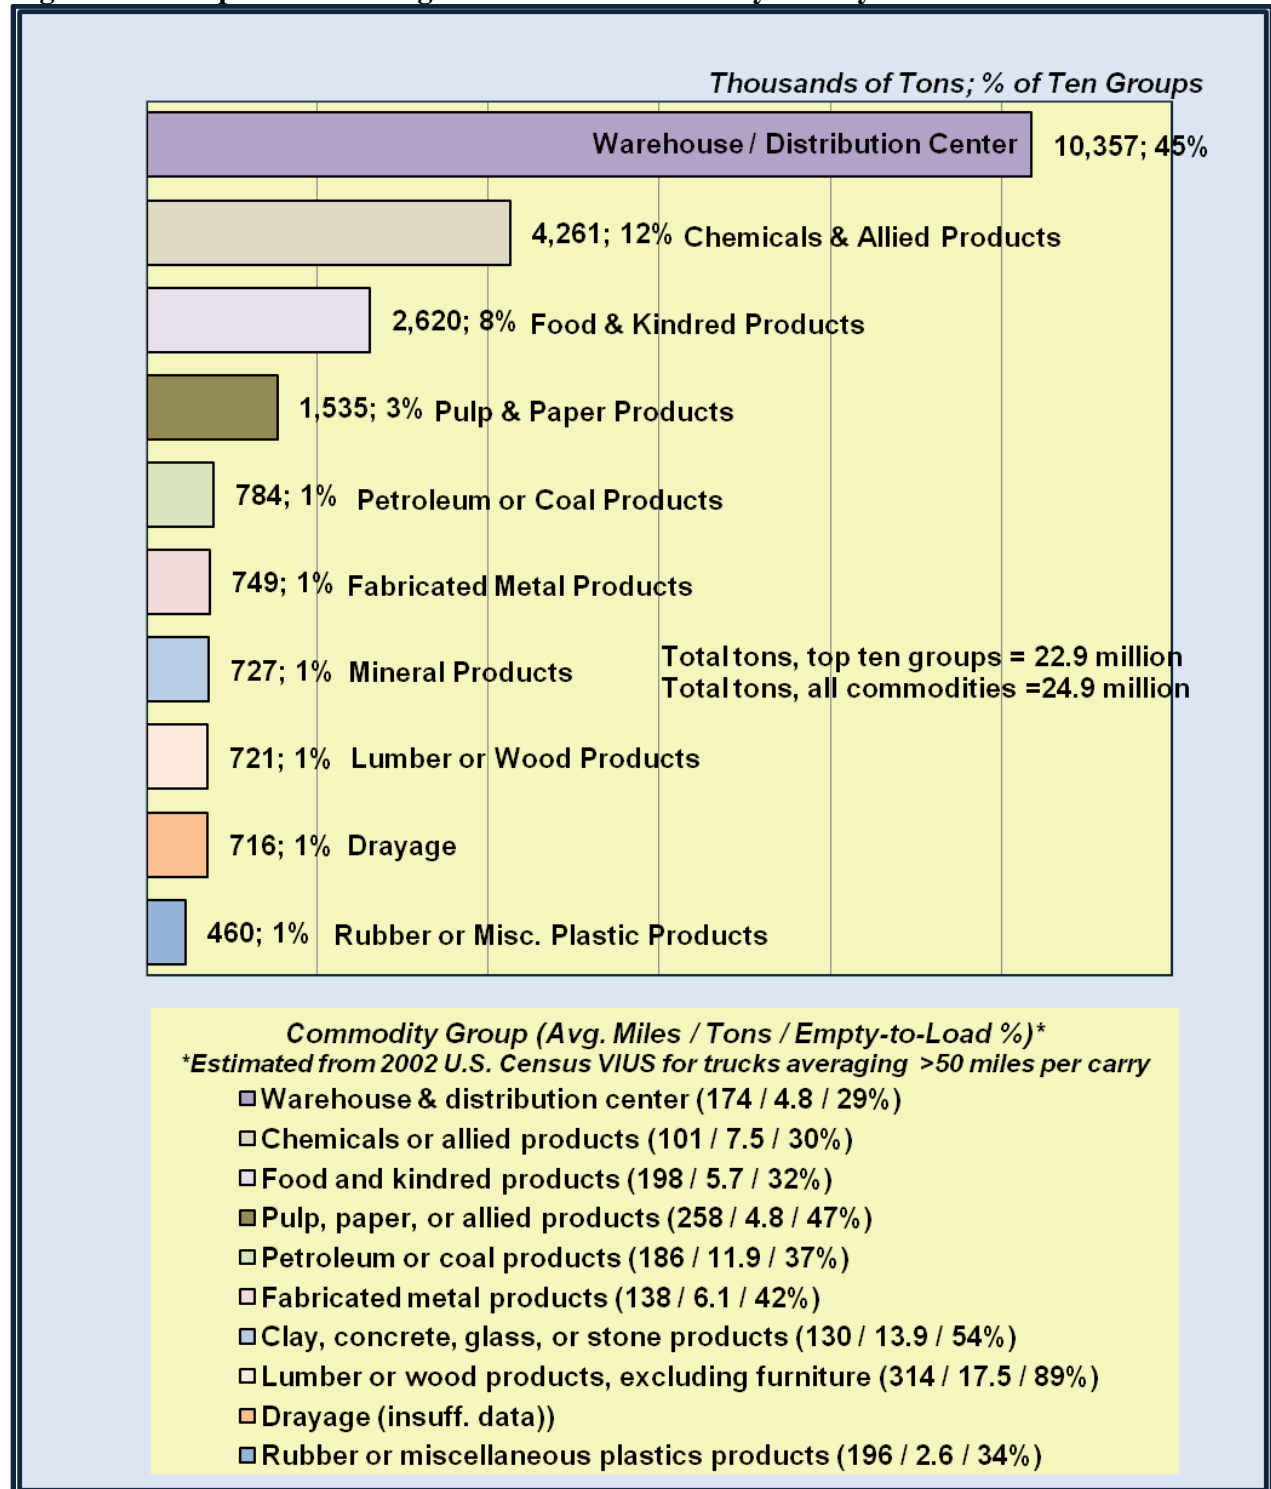 Thousands of Tons; % of Ten Groups
Warehouse / Distribution Center 10,357; 45%
4,261; 12% Chemicals & Allied Products
2,620; 8% Food & Kindred Products
1,535; 3% Pulp & Paper Products
784; 1% Petroleum or Coal Products
749; 1% Fabricated Metal Products
727; 1% Mineral Products
Total tons, top ten groups = 22.9 million
Total tons, all commodities =24.9 million
721; 1% Lumber or Wood Products
716; 1% Drayage
460; 1% Rubber or Misc. Plastic Products
Commodity Group (Avg. Miles / Tons / Empty-to-Load %)*
*Estimated from 2002 U.S. Census VIUS for trucks averaging >50 miles per carry
Warehouse & distribution center (174 / 4.8 / 29%)
Chemicals or allied products (101 / 7.5 / 30%)
Food and kindred products (198 / 5.7 / 32%)
Pulp, paper, or allied products (258 / 4.8 / 47%)
Petroleum or coal products (186 / 11.9 / 37%)
Fabricated metal products (138 / 6.1 / 42%)
Clay, concrete, glass, or stone products (130 / 13.9 / 54%)
Lumber or wood products, excluding furniture (314 / 17.5 / 89%)
Drayage (insuff. data))
Rubber or miscellaneous plastics products (196 / 2.6 / 34%)